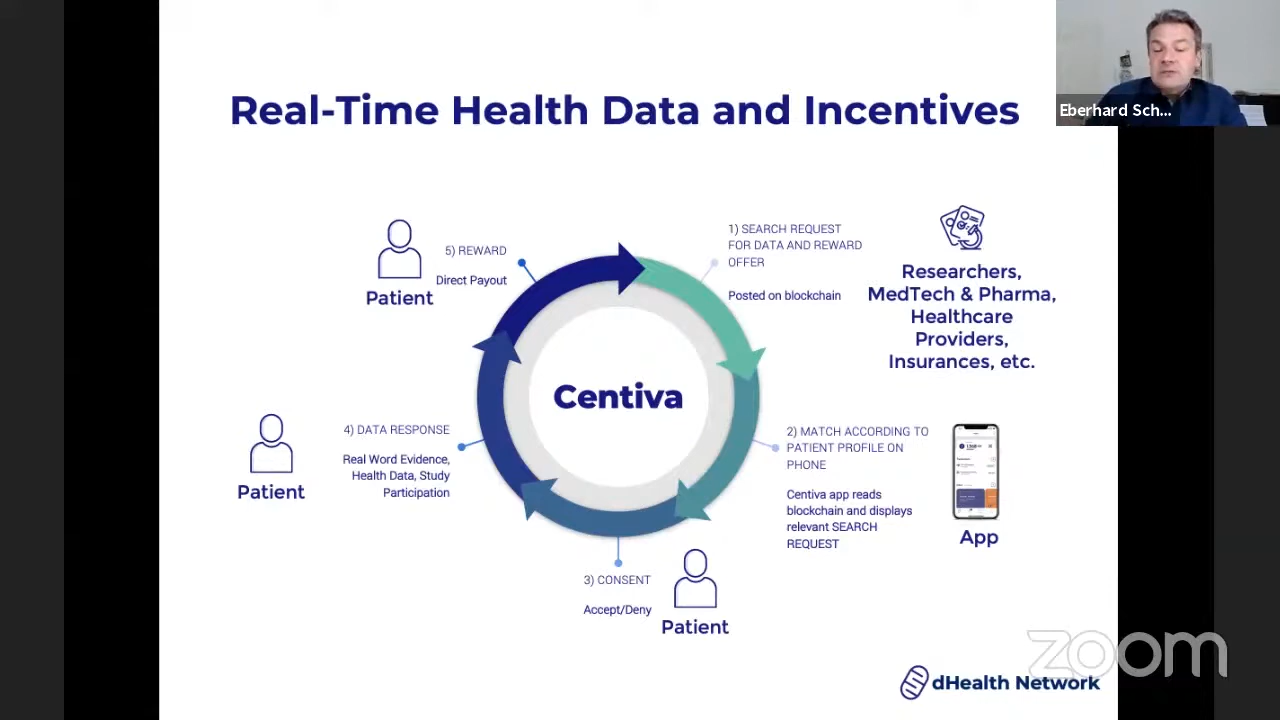 Real-Time Health Data and Incentives
Eberhard Sch...
5) REWARD
Direct Payout
Patient
1) SEARCH REQUEST
FOR DATA AND REWARD
OFFER
Posted on blockchain
Researchers,
MedTech & Pharma,
Healthcare
Providers,
Insurances, etc.
Centiva
4) DATA RESPONSE
Real Word Evidence,
Health Data, Study
Participation
Patient
2) MATCH ACCORDING TO
PATIENT PROFILE ON
PHONE
Centiva app reads
blockchain and displays
relevant SEARCH
REQUEST
App
3) CONSENT
Accept/Deny
Patient
zoom
dHealth Network